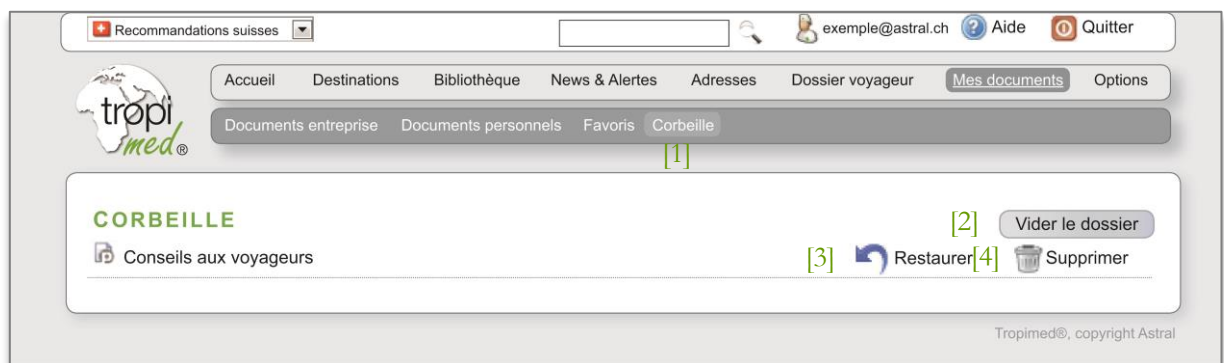 Recommandations suisses exemple@astral.ch Aide Quitter
Accueil Destinations Bibliothèque News & Alertes Adresses Dossier voyageur Mes documents Options
tropimed®
Documents entreprise Documents personnels Favoris Corbeille
[1]
CORBEILLE
[2] Vider le dossier
Conseils aux voyageurs [3] Restaurer [4] Supprimer
Tropimed®, copyright Astral